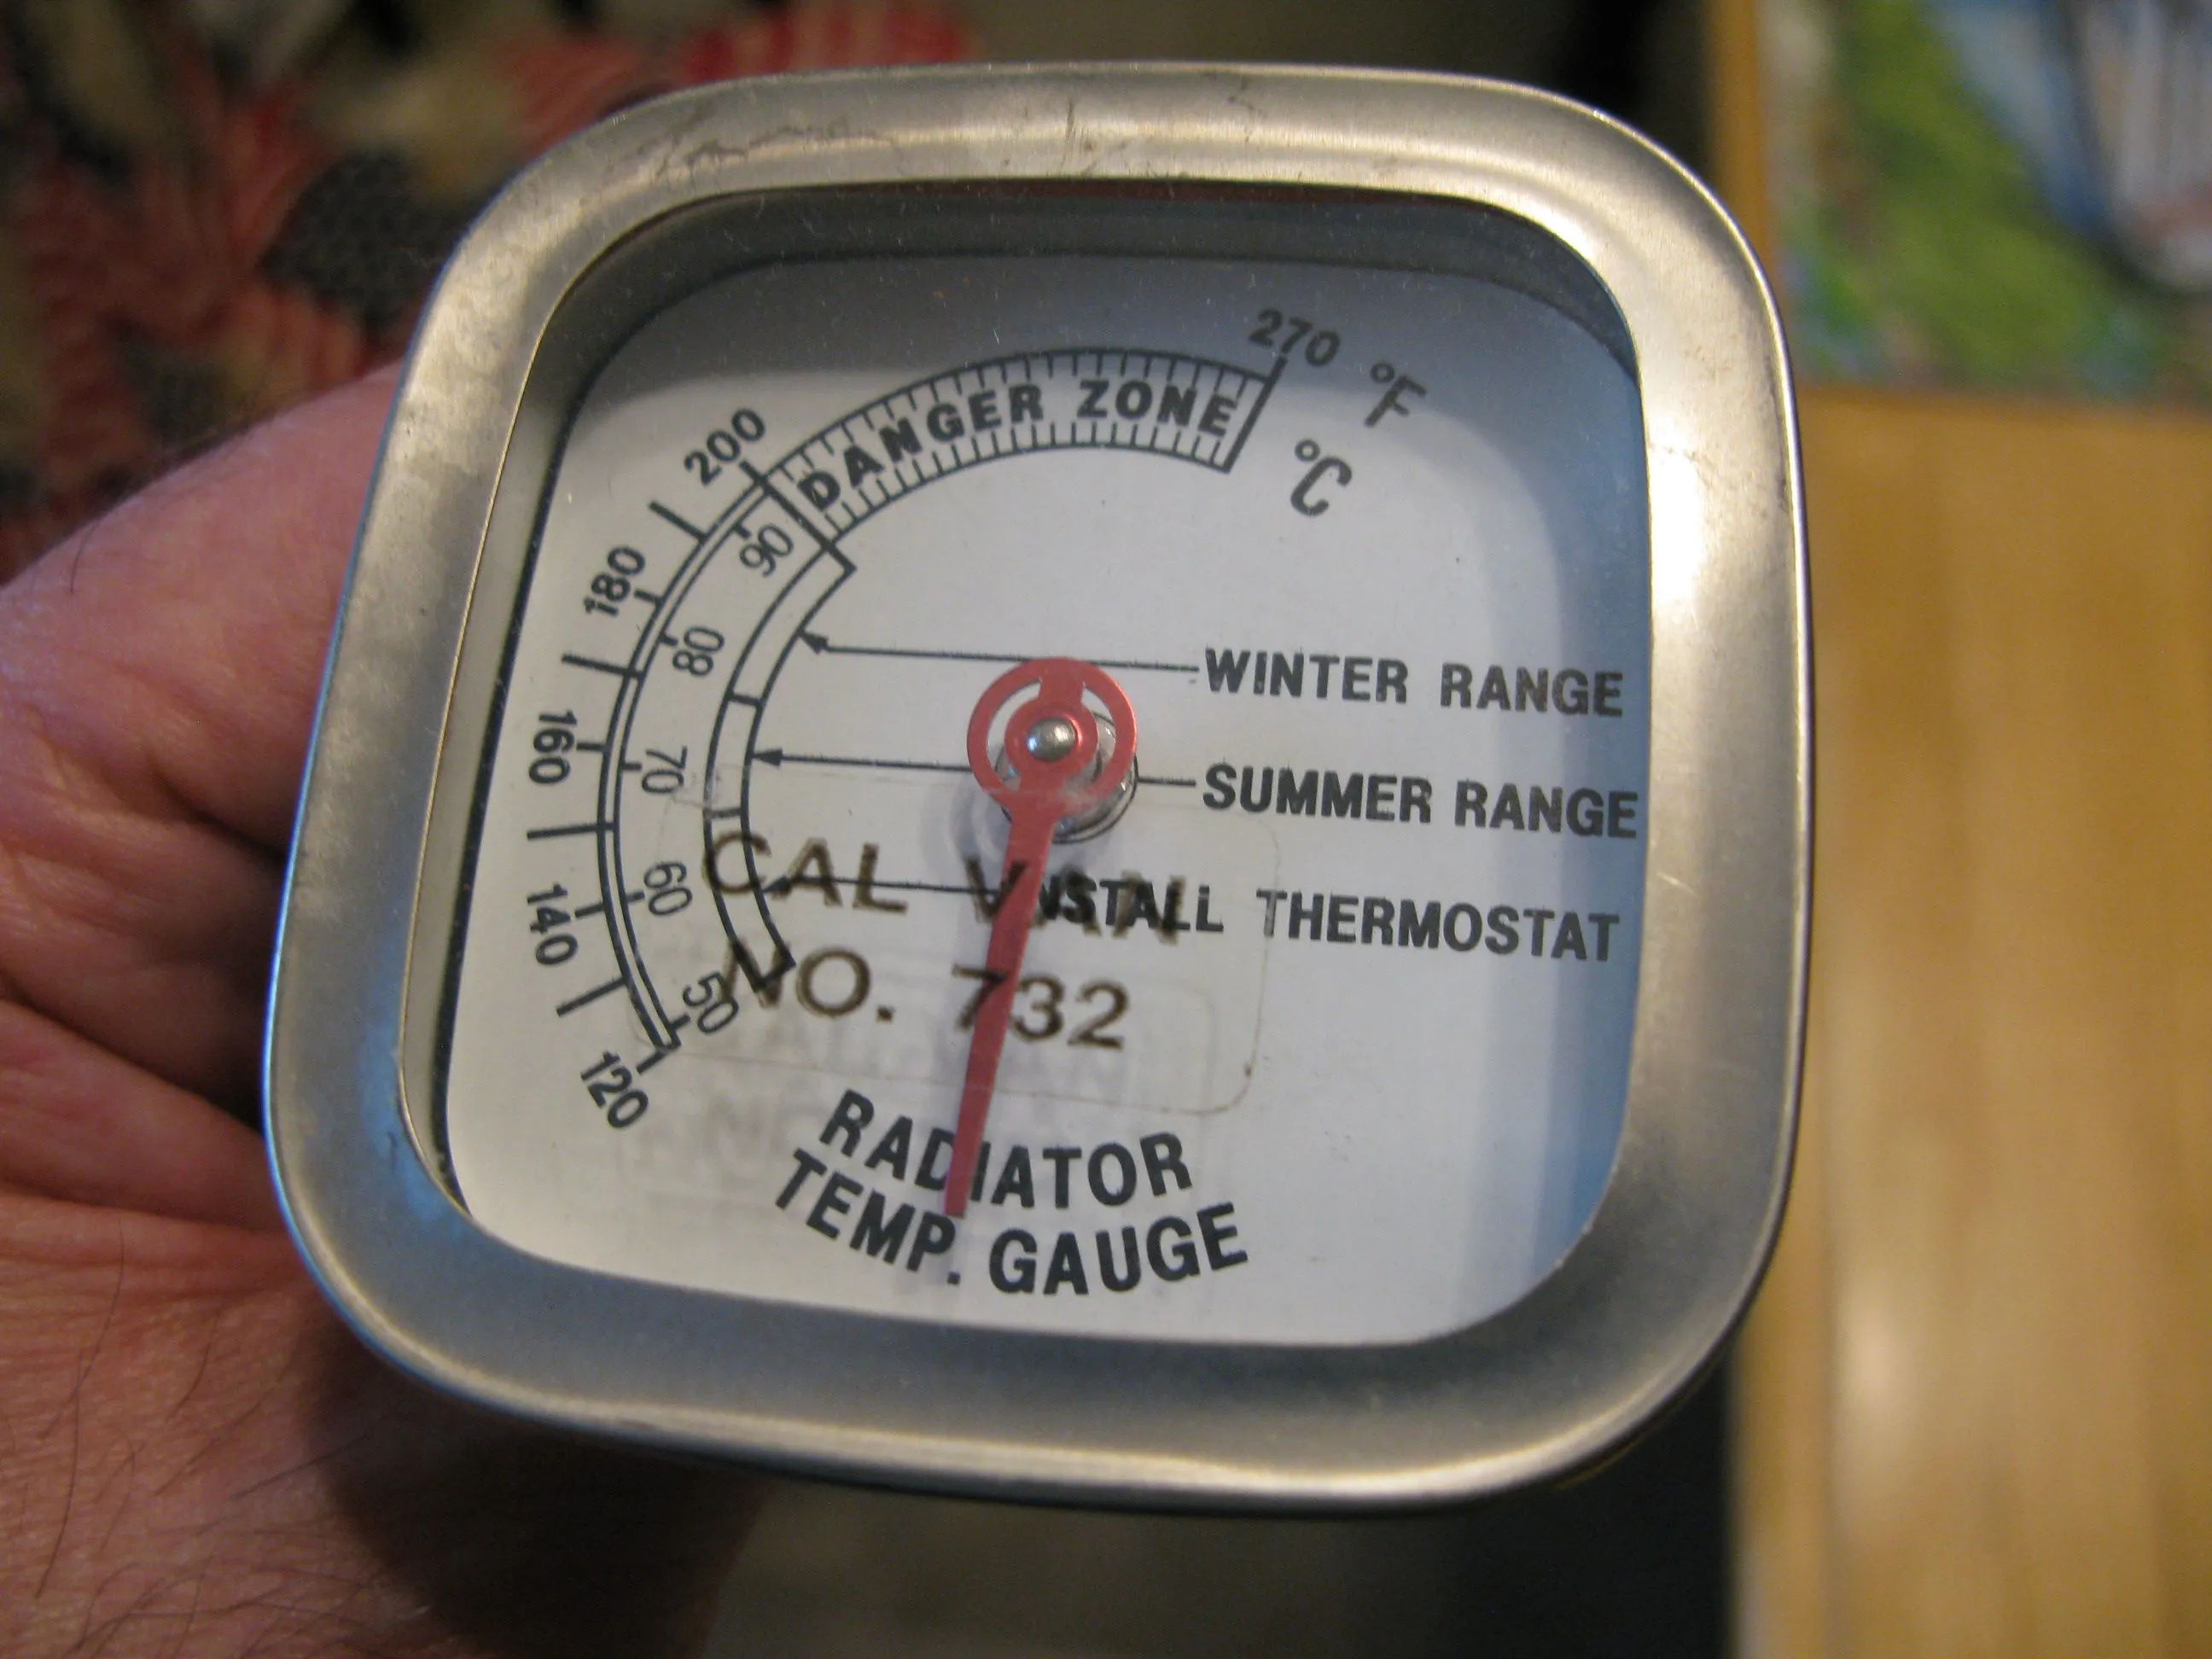 270 °F
°C
DANGER ZONE
200
90
180
80
160
70
140
60
120
50
WINTER RANGE
SUMMER RANGE
INSTALL THERMOSTAT
CAL VAN
NO. 732
RADIATOR
TEMP. GAUGE